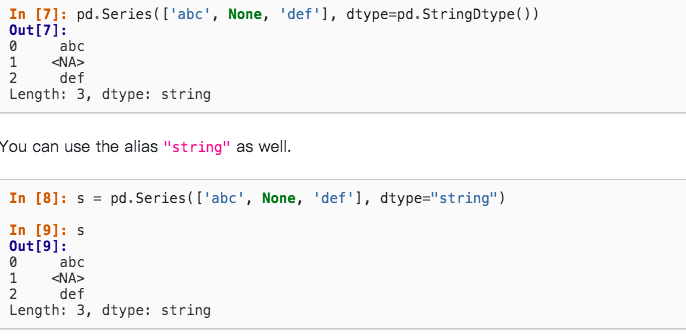 In [7]: pd.Series(['abc', None, 'def'], dtype=pd.StringDtype())
Out[7]:
0     abc
1    <NA>
2     def
Length: 3, dtype: string
You can use the alias "string" as well.
In [8]: s = pd.Series(['abc', None, 'def'], dtype="string")
In [9]: s
Out[9]:
0     abc
1    <NA>
2     def
Length: 3, dtype: string